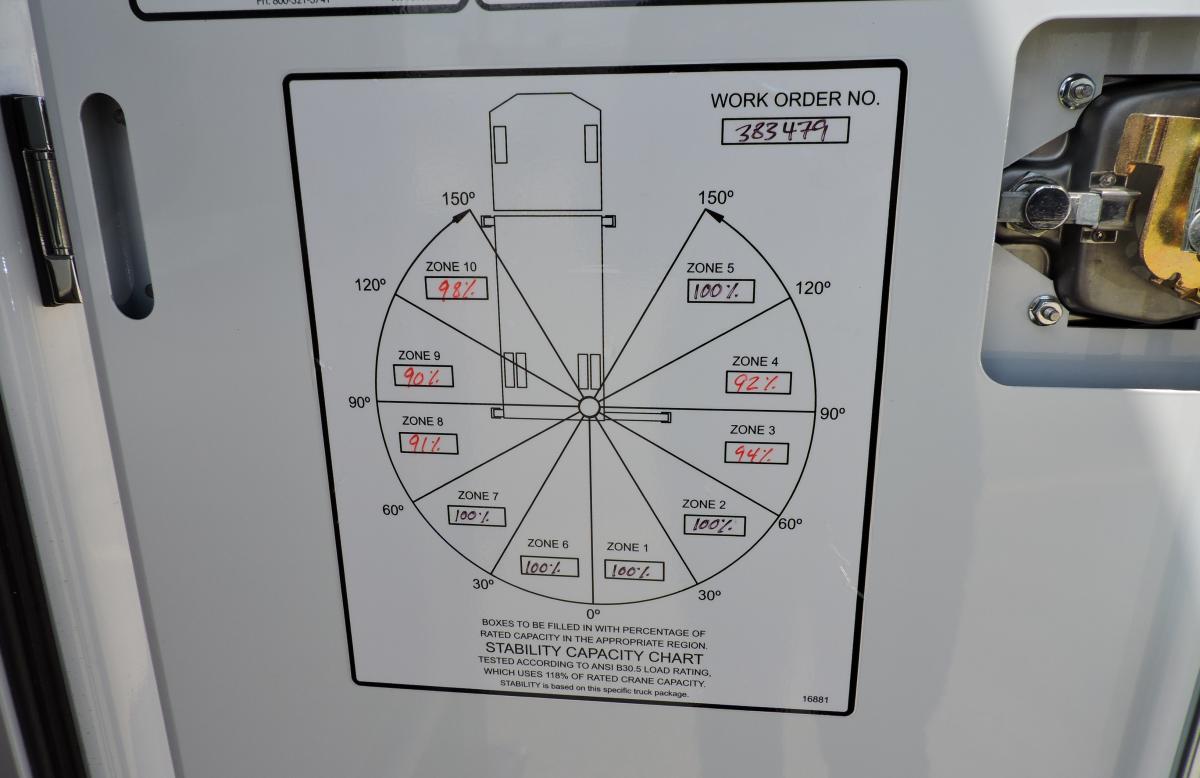 PH. 800-321-3741
WORK ORDER NO.
383479
150º
150º
ZONE 10
98%
ZONE 5
100%
120º
120º
ZONE 9
90%
ZONE 4
92%
90º
90º
ZONE 8
91%
ZONE 3
94%
60º
60º
ZONE 7
100%
ZONE 2
100%
ZONE 6
100%
ZONE 1
100%
30º
30º
0º
BOXES TO BE FILLED IN WITH PERCENTAGE OF
RATED CAPACITY IN THE APPROPRIATE REGION.
STABILITY CAPACITY CHART
TESTED ACCORDING TO ANSI B30.5 LOAD RATING,
WHICH USES 118% OF RATED CRANE CAPACITY.
STABILITY is based on this specific truck package.
16881